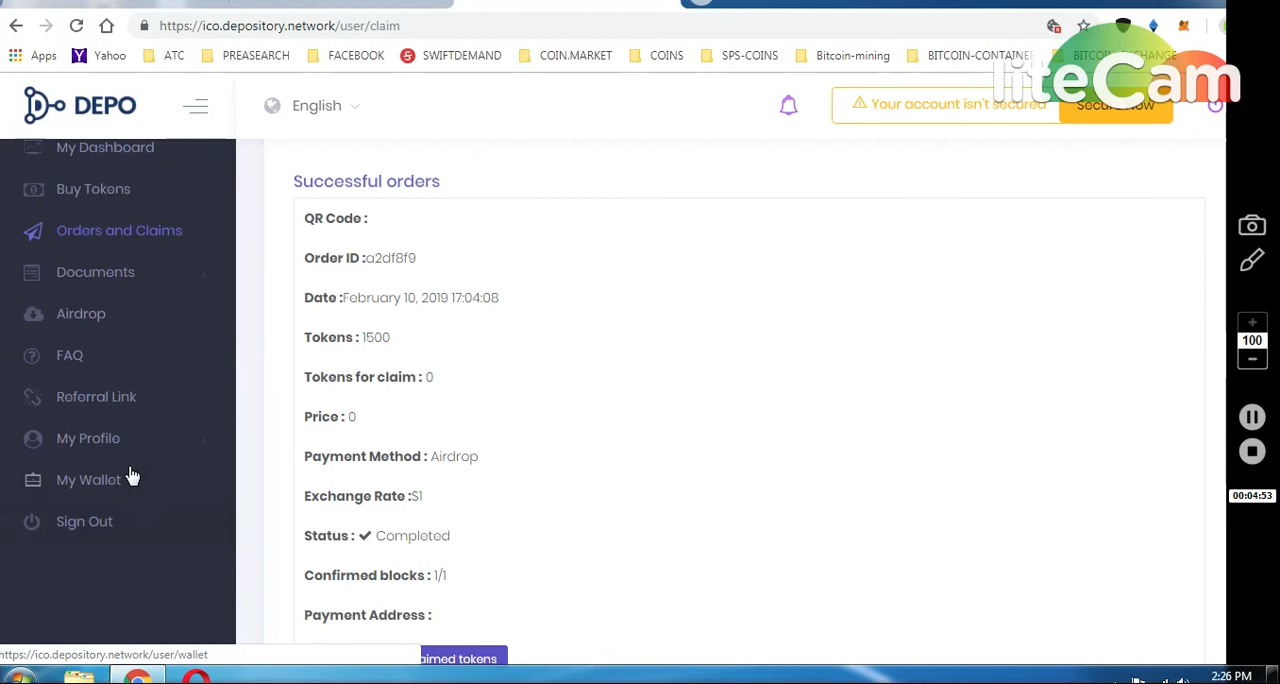 https://ico.depository.network/user/claim
Apps
Yahoo
ATC
PREASEARCH
FACEBOOK
SWIFTDEMAND
COIN.MARKET
COINS
SPS-COINS
Bitcoin-mining
BITCOIN-CONTAINE
BITCOIN-EXCHANGE
liteCam
DEPO
English
Your account isn't secured
Secure Now
My Dashboard
Buy Tokens
Orders and Claims
Documents
Airdrop
FAQ
Referral Link
My Profile
My Wallet
Sign Out
Successful orders
QR Code :
Order ID :a2df8f9
Date :February 10, 2019 17:04:08
Tokens : 1500
Tokens for claim : 0
Price : 0
Payment Method : Airdrop
Exchange Rate :$1
Status : ✔ Completed
Confirmed blocks : 1/1
Payment Address :
aimed tokens
https://ico.depository.network/user/wallet
100
00:04:53
2:26 PM